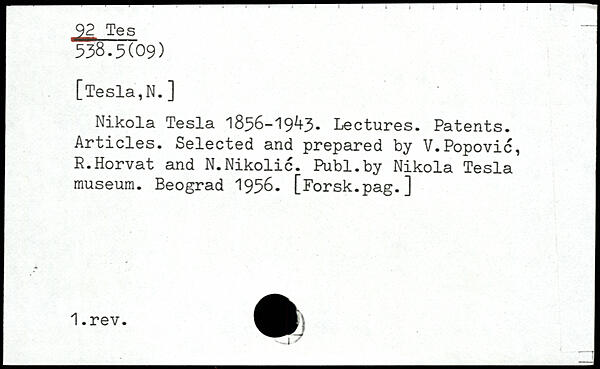 92 Tes
538.5(09)
[Tesla,N.]
Nikola Tesla 1856-1943. Lectures. Patents.
Articles. Selected and prepared by V.Popović,
R.Horvat and N.Nikolić. Publ.by Nikola Tesla
museum. Beograd 1956. [Forsk.pag.]
1.rev.